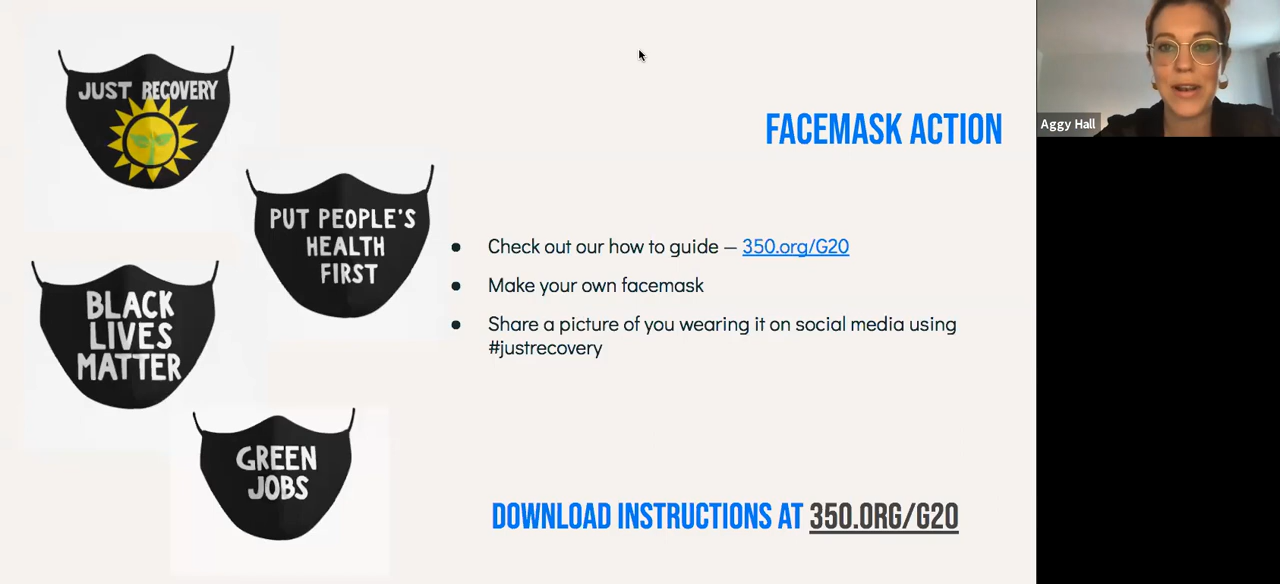 JUST RECOVERY
PUT PEOPLE'S
HEALTH
FIRST
BLACK
LIVES
MATTER
GREEN
JOBS
FACEMASK ACTION
● Check out our how to guide – 350.org/G20
● Make your own facemask
● Share a picture of you wearing it on social media using
#justrecovery
DOWNLOAD INSTRUCTIONS AT 350.ORG/G20
Aggy Hall